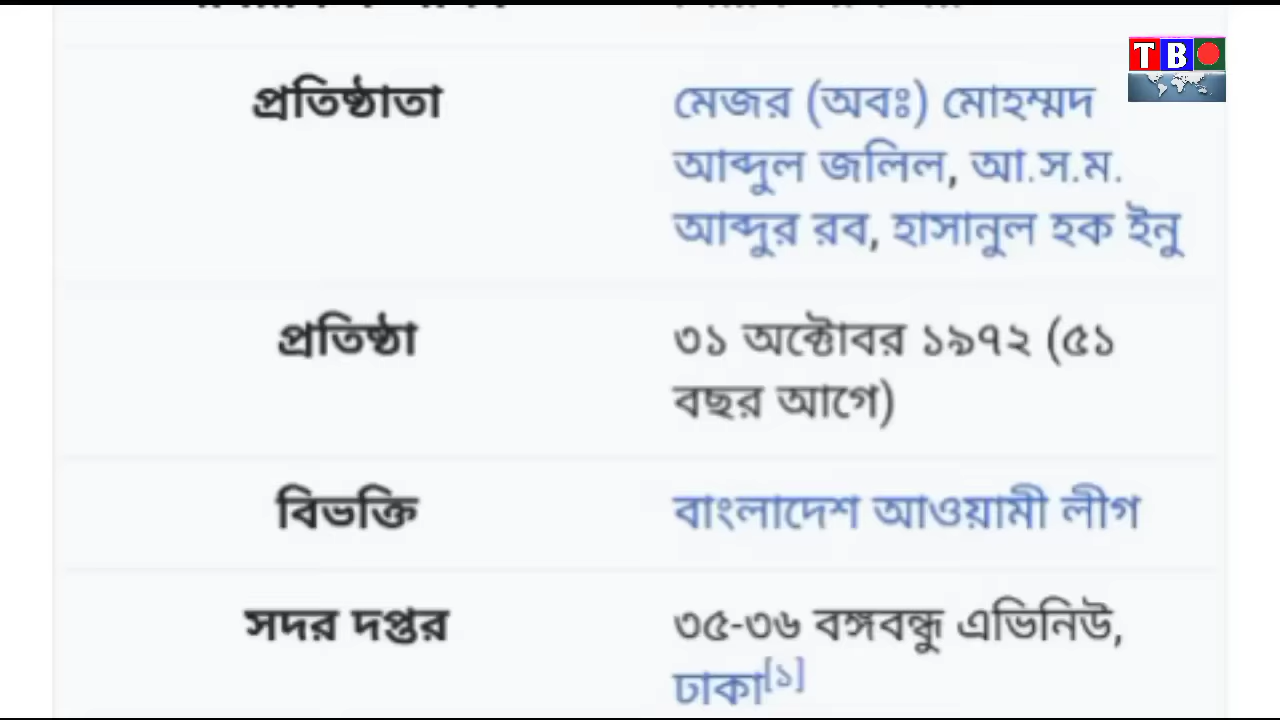 TB
প্রতিষ্ঠাতা
মেজর (অবঃ) মোহম্মদ
আব্দুল জলিল, আ.স.ম.
আব্দুর রব, হাসানুল হক ইনু
প্রতিষ্ঠা
৩১ অক্টোবর ১৯৭২ (৫১
বছর আগে)
বিভক্তি
বাংলাদেশ আওয়ামী লীগ
সদর দপ্তর
৩৫-৩৬ বঙ্গবন্ধু এভিনিউ,
ঢাকা[১]